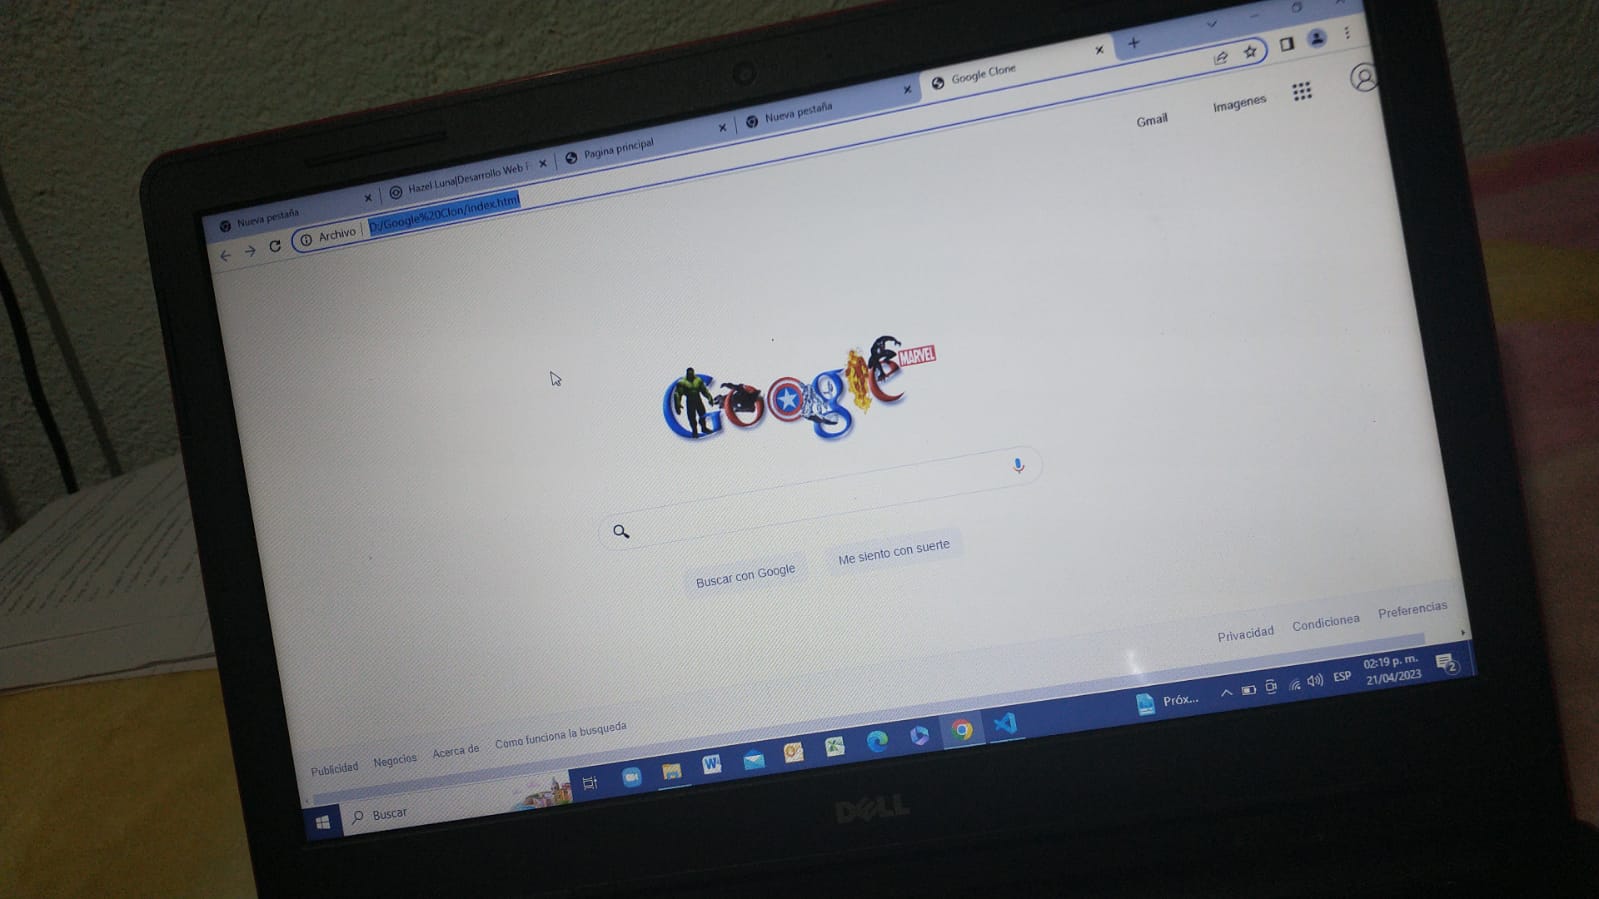 Nueva pestaña
Hazel Luna|Desarrollo Web
Pagina principal
Nueva pestaña
Google Clone
Archivo
D:/Google%20Clon/index.html
Gmail
Imagenes
Google
MARVEL
Buscar con Google
Me siento con suerte
Privacidad
Condicionea
Preferencias
Publicidad
Negocios
Acerca de
Como funciona la busqueda
Buscar
Próx...
ESP
02:19 p. m.
21/04/2023
2
DELL